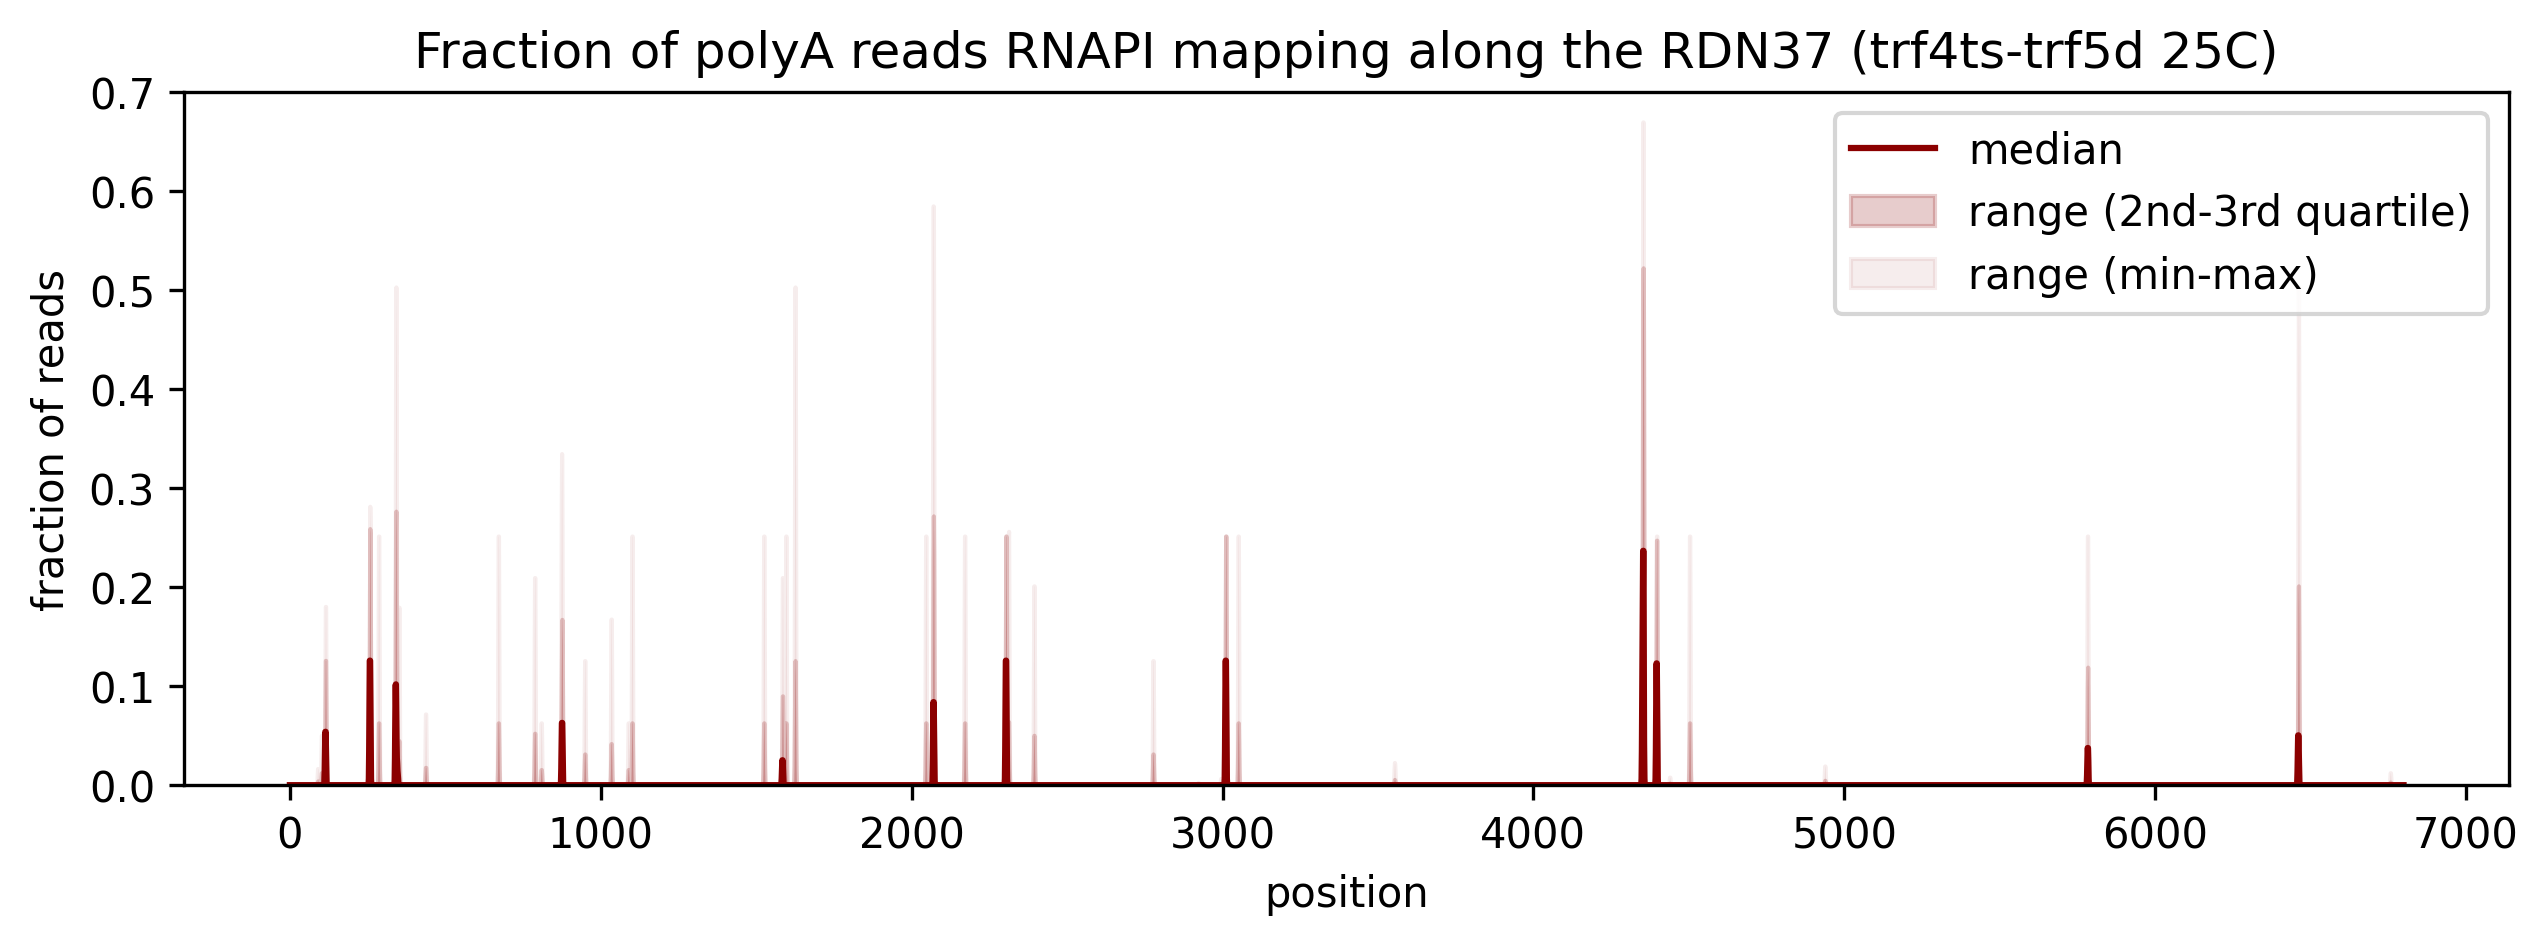 Fraction of polyA reads RNAPI mapping along the RDN37 (trf4ts-trf5d 25C)
0.7
0.6
0.5
0.4
0.3
0.2
0.1
0.0
fraction of reads
median
range (2nd-3rd quartile)
range (min-max)
0 1000 2000 3000 4000 5000 6000 7000
position